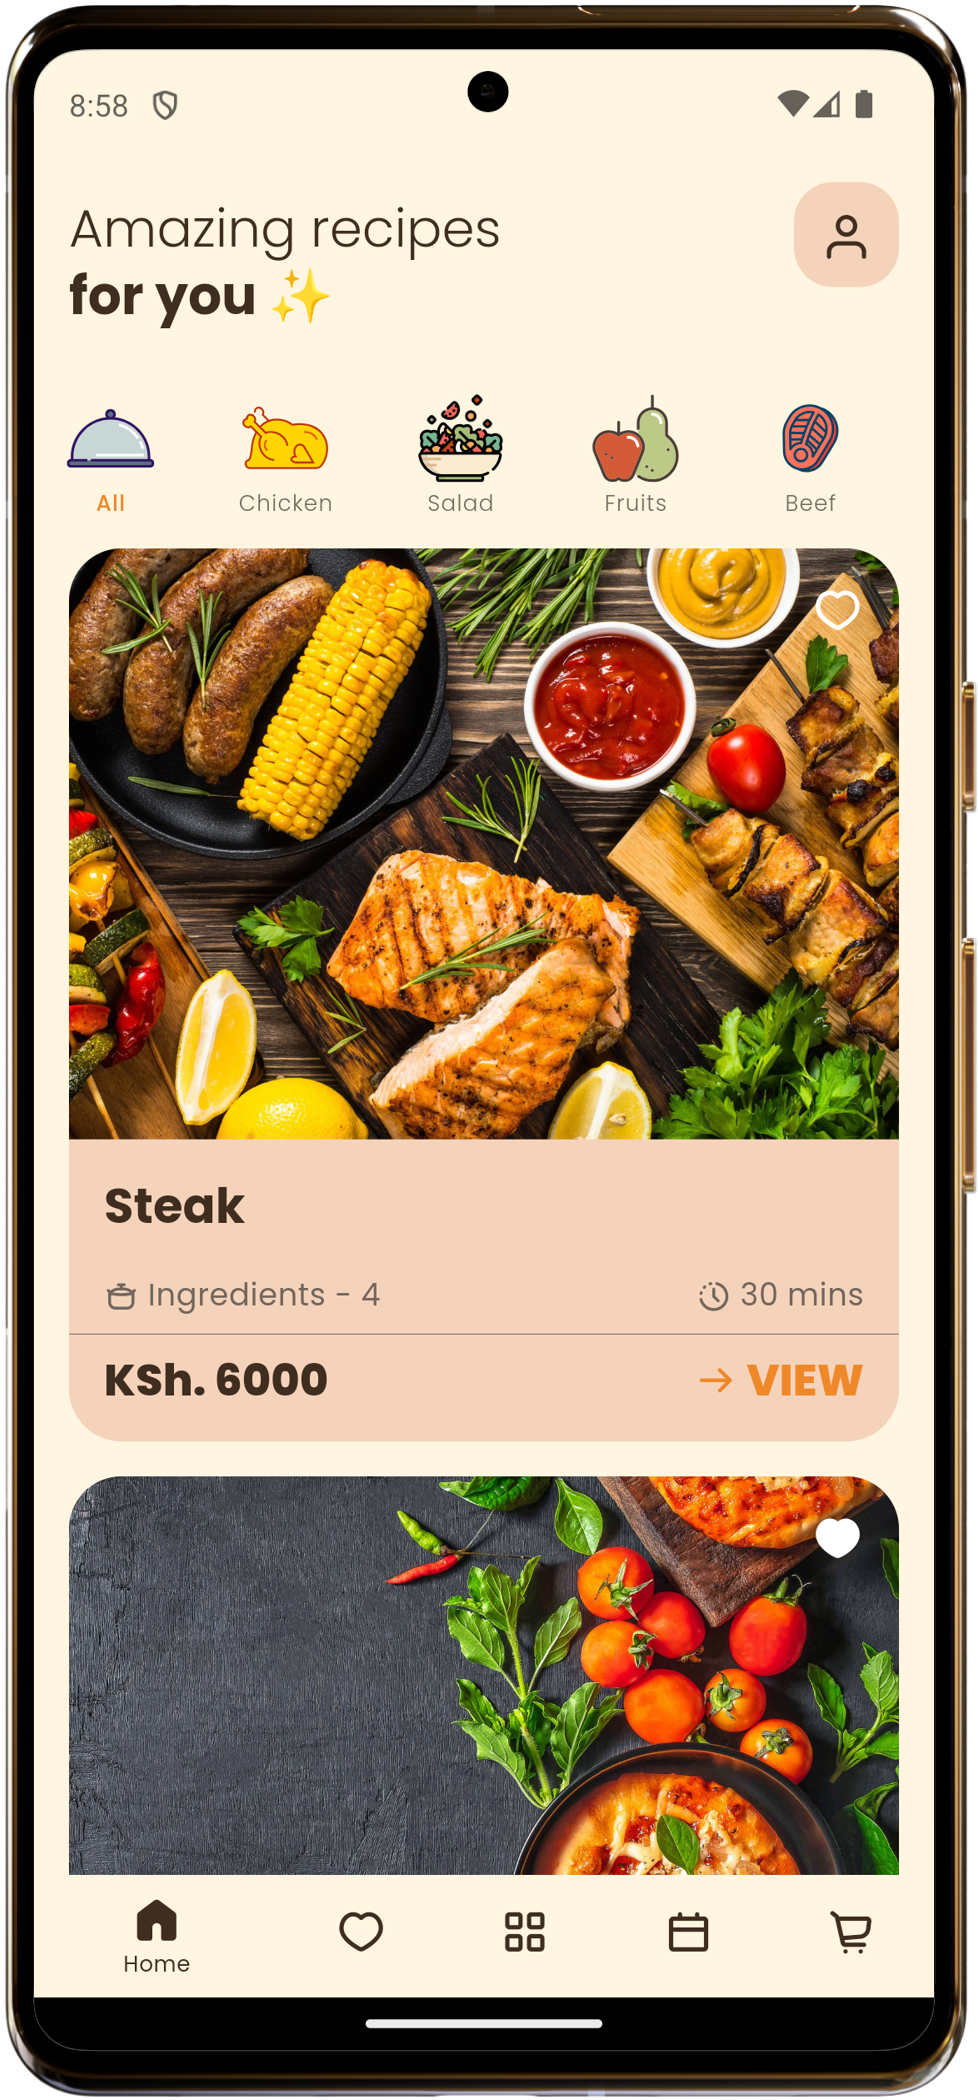 8:58
Amazing recipes
for you ✨
All
Chicken
Salad
Fruits
Beef
Steak
Ingredients - 4
30 mins
KSh. 6000
→ VIEW
Home